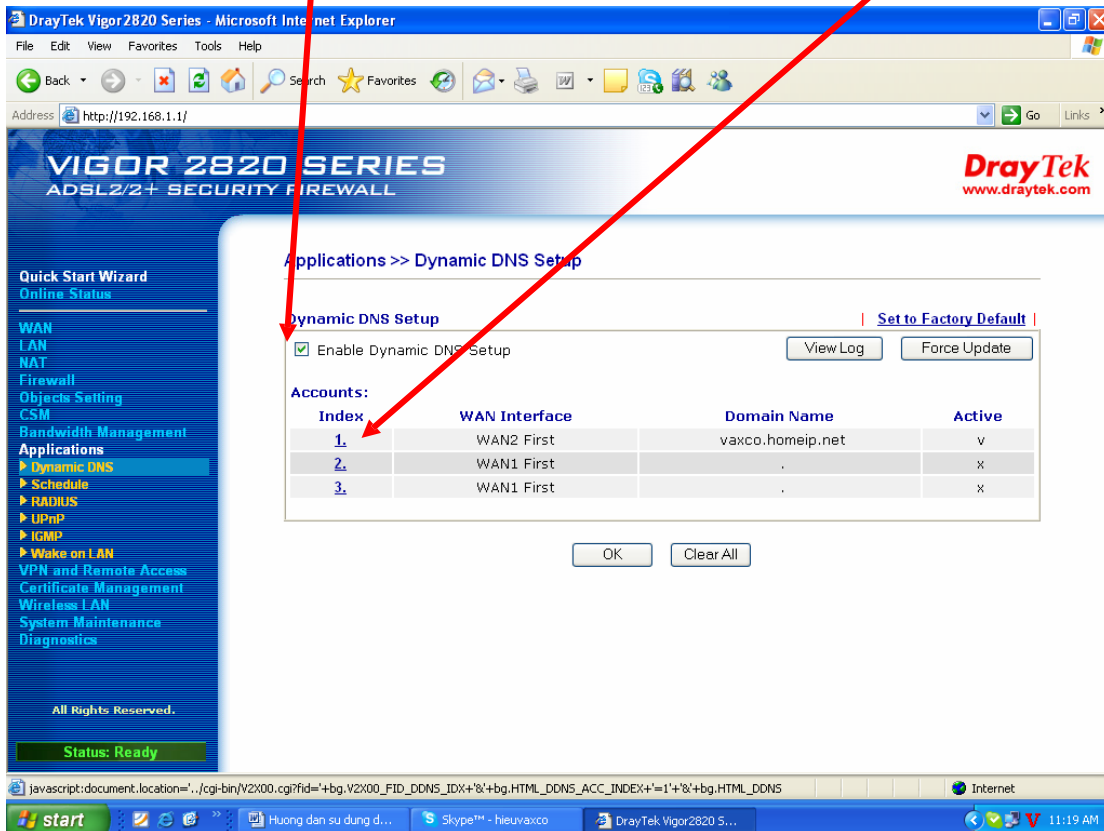 DrayTek Vigor2820 Series - Microsoft Internet Explorer
File Edit View Favorites Tools Help
Back Search Favorites
Address http://192.168.1.1/ Go Links
VIGOR 2820 SERIES
ADSL2/2+ SECURITY FIREWALL
DrayTek
www.draytek.com
Quick Start Wizard
Online Status
WAN
LAN
NAT
Firewall
Objects Setting
CSM
Bandwidth Management
Applications
Dynamic DNS
Schedule
RADIUS
UPnP
IGMP
Wake on LAN
VPN and Remote Access
Certificate Management
Wireless LAN
System Maintenance
Diagnostics
All Rights Reserved.
Status: Ready
Applications >> Dynamic DNS Setup
Dynamic DNS Setup | Set to Factory Default |
Enable Dynamic DNS Setup View Log Force Update
Accounts:
Index WAN Interface Domain Name Active
1. WAN2 First vaxco.homeip.net v
2. WAN1 First . x
3. WAN1 First . x
OK Clear All
javascript:document.location='../cgi-bin/V2X00.cgi?fid='+bg.V2X00_FID_DDNS_IDX+'&'+bg.HTML_DDNS_ACC_INDEX+'=1'+'&'+bg.HTML_DDNS Internet
start Huong dan su dung d... Skype™ - hieuvaxco DrayTek Vigor2820 S... 11:19 AM